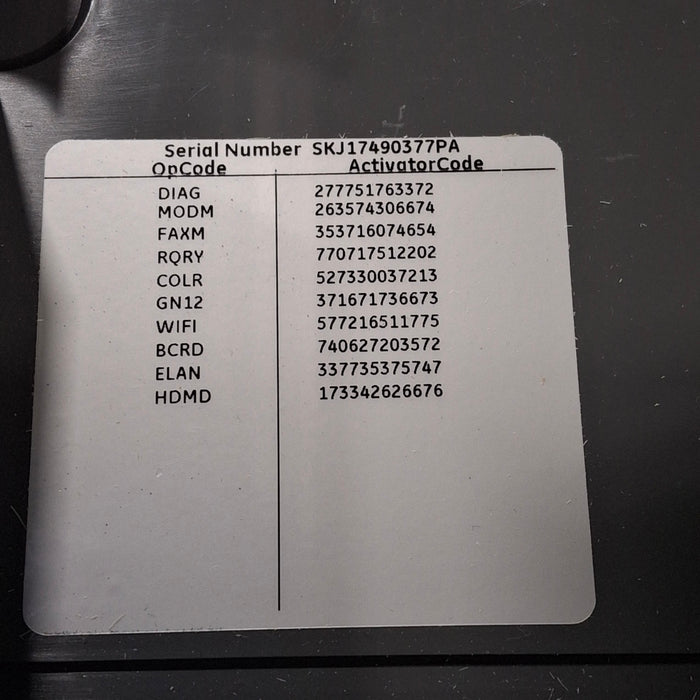 Serial Number SKJ17490377PA
OpCode ActivatorCode
DIAG 277751763372
MODM 263574306674
FAXM 353716074654
RQRY 770717512202
COLR 527330037213
GN12 371671736673
WIFI 577216511775
BCRD 740627203572
ELAN 337735375747
HDMD 173342626676